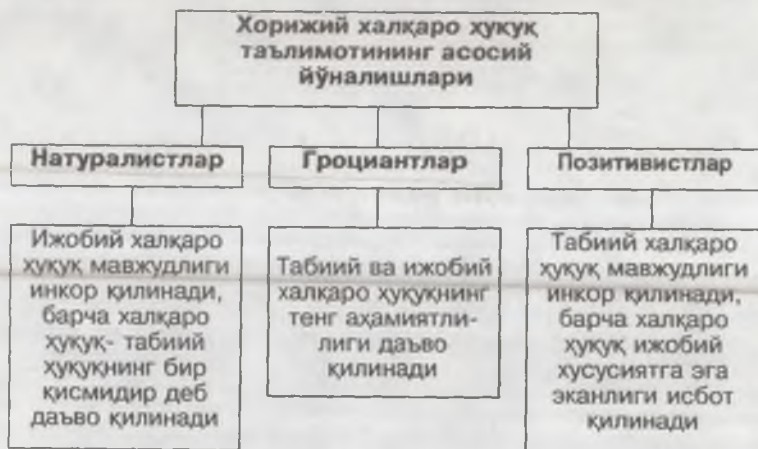 Хорижий халқаро ҳукуқ
таълимотининг асосий
йўналишлари
Натуралистлар
Гроциантлар
Позитивистлар
Ижобий халқаро
ҳуқуқ мавжудлиги
инкор қилинади,
барча халқаро
ҳуқуқ- табиий
ҳуқуқнинг бир
қисмидир деб
даъво қилинади
Табиий ва ижобий
халқаро ҳуқуқнинг
тенг аҳамиятли-
лиги даъво
қилинади
Табиий халқаро
ҳуқуқ мавжудлиги
инкор қилинади,
барча халқаро
ҳуқуқ ижобий
хусусиятга эга
эканлиги исбот
қилинади